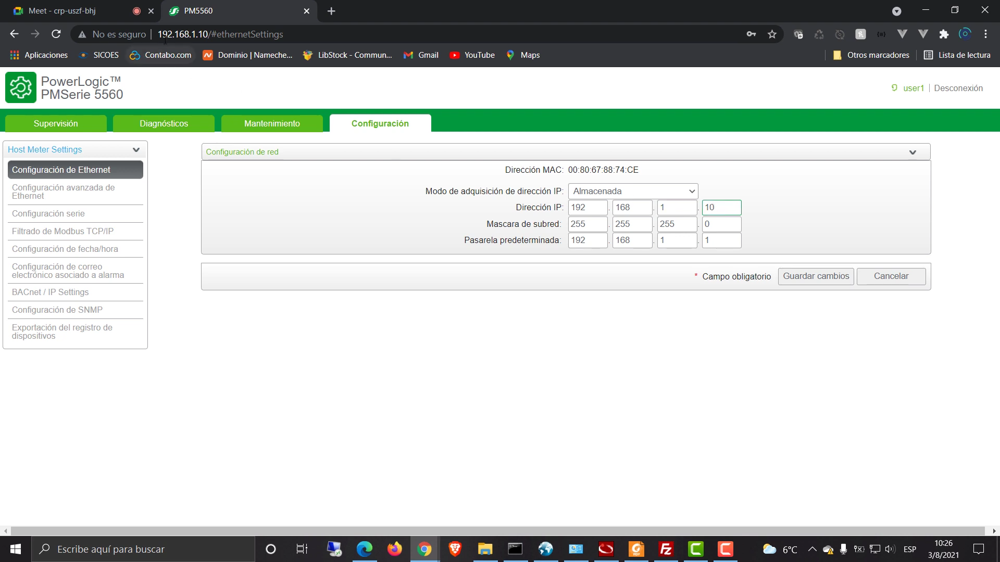 Meet - crp-uszf-bhj
PM5560
No es seguro | 192.168.1.10/#ethernetSettings
Aplicaciones SICOES Contabo.com Dominio | Nameche... LibStock - Commun... Gmail YouTube Maps Otros marcadores Lista de lectura
PowerLogic™
PMSerie 5560
user1 | Desconexión
Supervisión Diagnósticos Mantenimiento Configuración
Host Meter Settings
Configuración de Ethernet
Configuración avanzada de
Ethernet
Configuración serie
Filtrado de Modbus TCP/IP
Configuración de fecha/hora
Configuración de correo
electrónico asociado a alarma
BACnet / IP Settings
Configuración de SNMP
Exportación del registro de
dispositivos
Configuración de red
Dirección MAC: 00:80:67:88:74:CE
Modo de adquisición de dirección IP: Almacenada
Dirección IP: 192 . 168 . 1 . 10
Mascara de subred: 255 . 255 . 255 . 0
Pasarela predeterminada: 192 . 168 . 1 . 1
* Campo obligatorio Guardar cambios Cancelar
Escribe aquí para buscar
6°C
ESP
10:26
3/8/2021